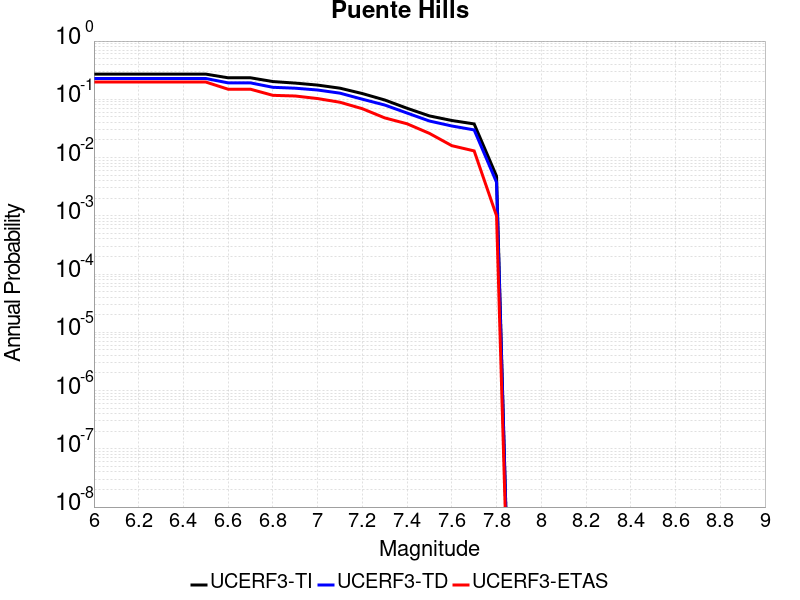 Puente Hills
10^0
10^-1
10^-2
10^-3
10^-4
10^-5
10^-6
10^-7
10^-8
Annual Probability
6 6.2 6.4 6.6 6.8 7 7.2 7.4 7.6 7.8 8 8.2 8.4 8.6 8.8 9
Magnitude
UCERF3-TI UCERF3-TD UCERF3-ETAS